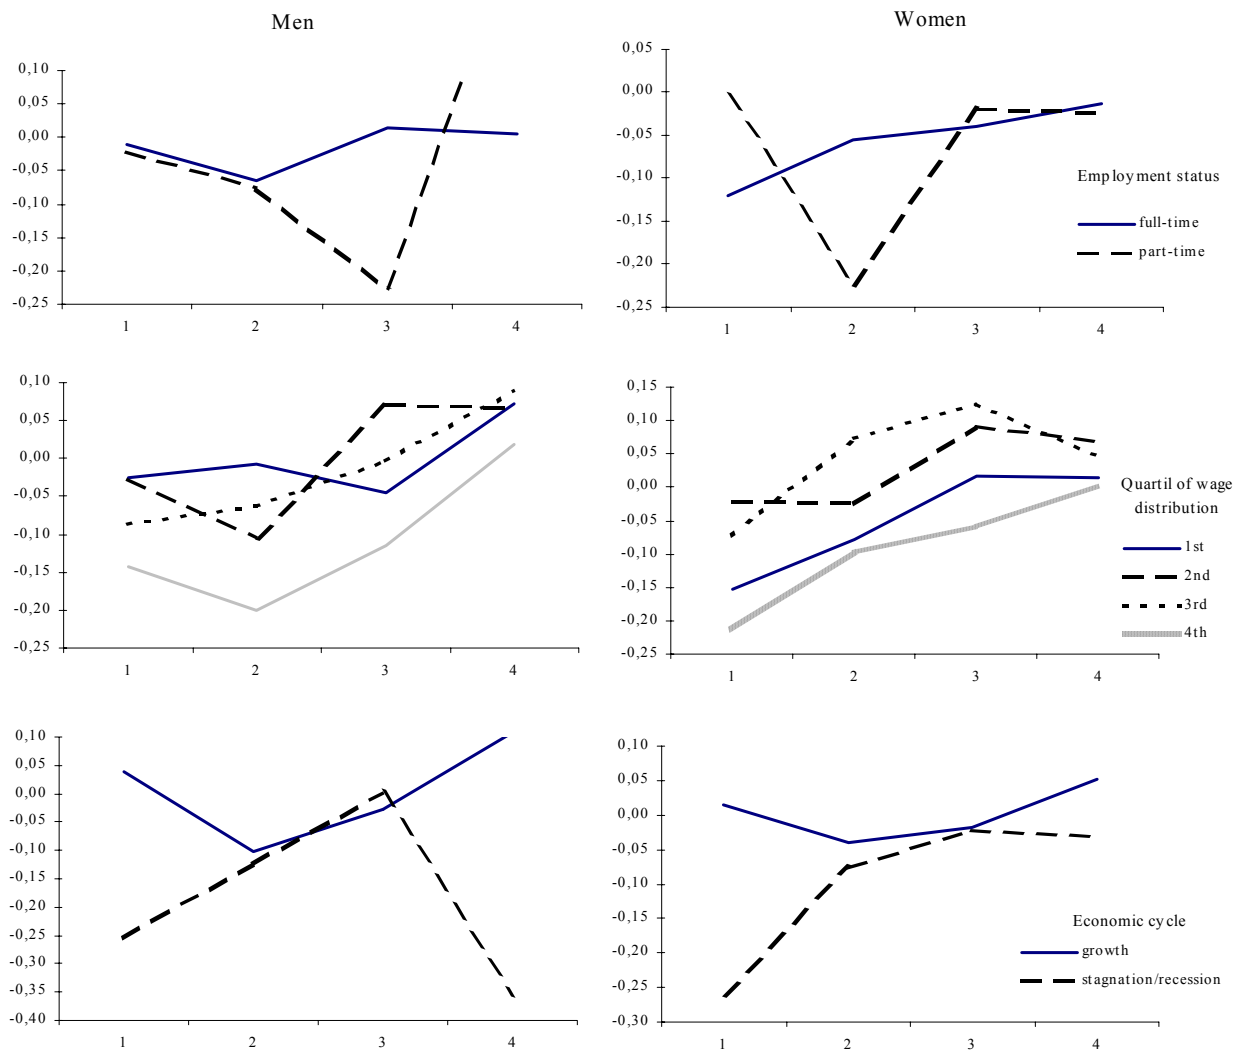 Men
Women
0,10
0,05
0,00
-0,05
-0,10
-0,15
-0,20
-0,25
1 2 3 4
0,05
0,00
-0,05
-0,10
-0,15
-0,20
-0,25
1 2 3 4
Employment status
full-time
part-time
0,10
0,05
0,00
-0,05
-0,10
-0,15
-0,20
-0,25
1 2 3 4
0,15
0,10
0,05
0,00
-0,05
-0,10
-0,15
-0,20
-0,25
1 2 3 4
Quartil of wage
distribution
1st
2nd
3rd
4th
0,10
0,05
0,00
-0,05
-0,10
-0,15
-0,20
-0,25
-0,30
-0,35
-0,40
1 2 3 4
0,10
0,05
0,00
-0,05
-0,10
-0,15
-0,20
-0,25
-0,30
1 2 3 4
Economic cycle
growth
stagnation/recession